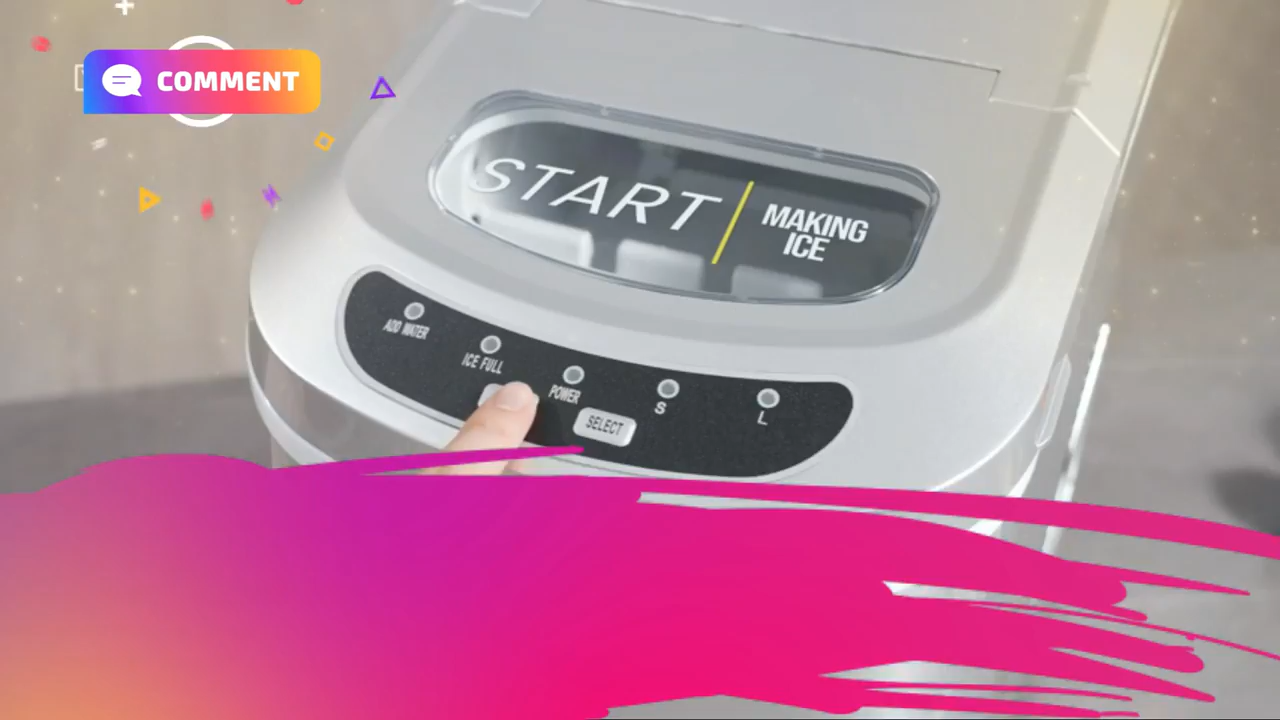 COMMENT
START
MAKING
ICE
ADD WATER
ICE FULL
POWER
S
L
SELECT